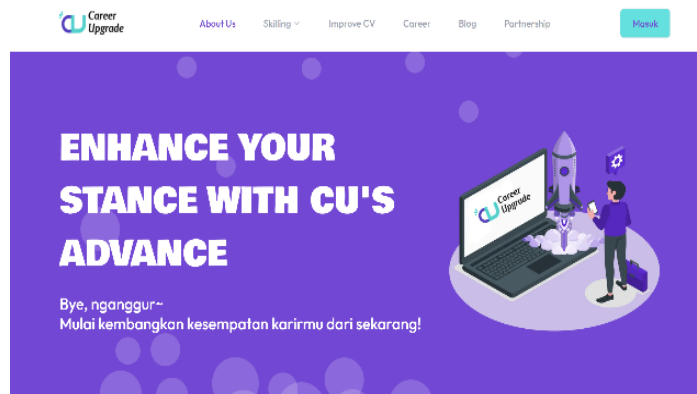 Career
Upgrade
About Us
Skilling
Improve CV
Career
Blog
Partnership
Masuk
ENHANCE YOUR
STANCE WITH CU'S
ADVANCE
Bye, nganggur~
Mulai kembangkan kesempatan karirmu dari sekarang!
CU Career
Upgrade